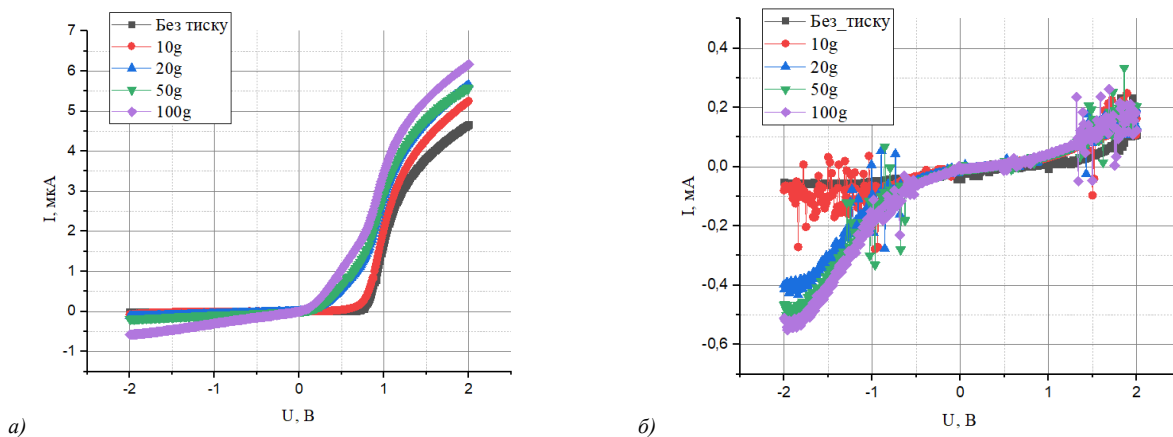 Без тиску
10g
20g
50g
100g
7
6
5
4
3
2
1
0
-1
-2
-1
0
1
2
I, мкА
U, В
а)
Без_тиску
10g
20g
50g
100g
0,4
0,2
0,0
-0,2
-0,4
-0,6
-2
-1
0
1
2
I, мА
U, В
б)